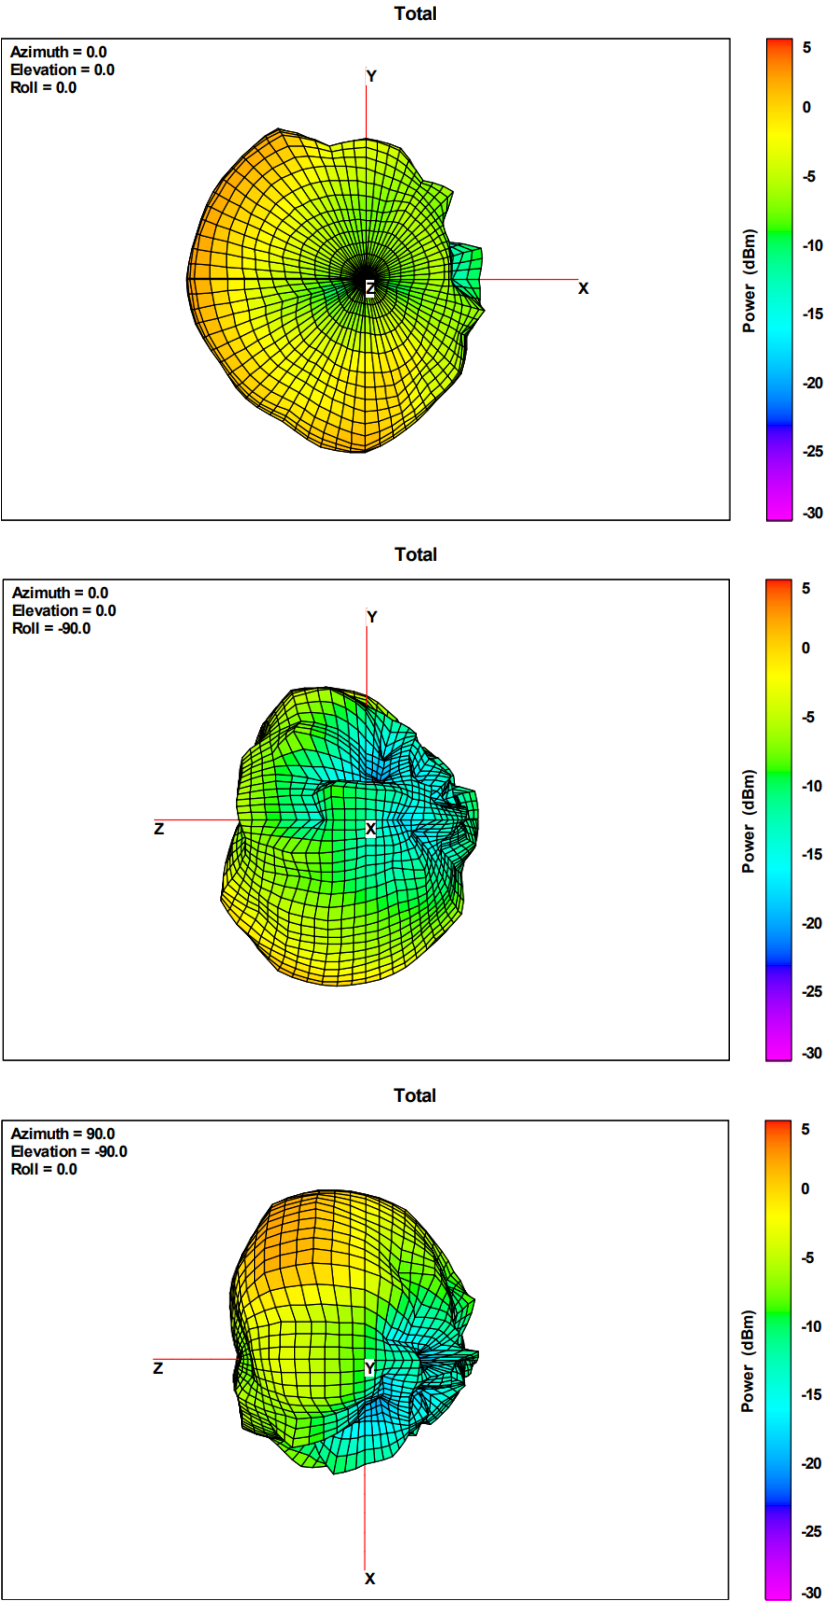 Total
Azimuth = 0.0
Elevation = 0.0
Roll = 0.0
Y
Z
X
5
0
-5
-10
-15
-20
-25
-30
Power (dBm)
Total
Azimuth = 0.0
Elevation = 0.0
Roll = -90.0
Y
Z
X
5
0
-5
-10
-15
-20
-25
-30
Power (dBm)
Total
Azimuth = 90.0
Elevation = -90.0
Roll = 0.0
Z
Y
X
5
0
-5
-10
-15
-20
-25
-30
Power (dBm)